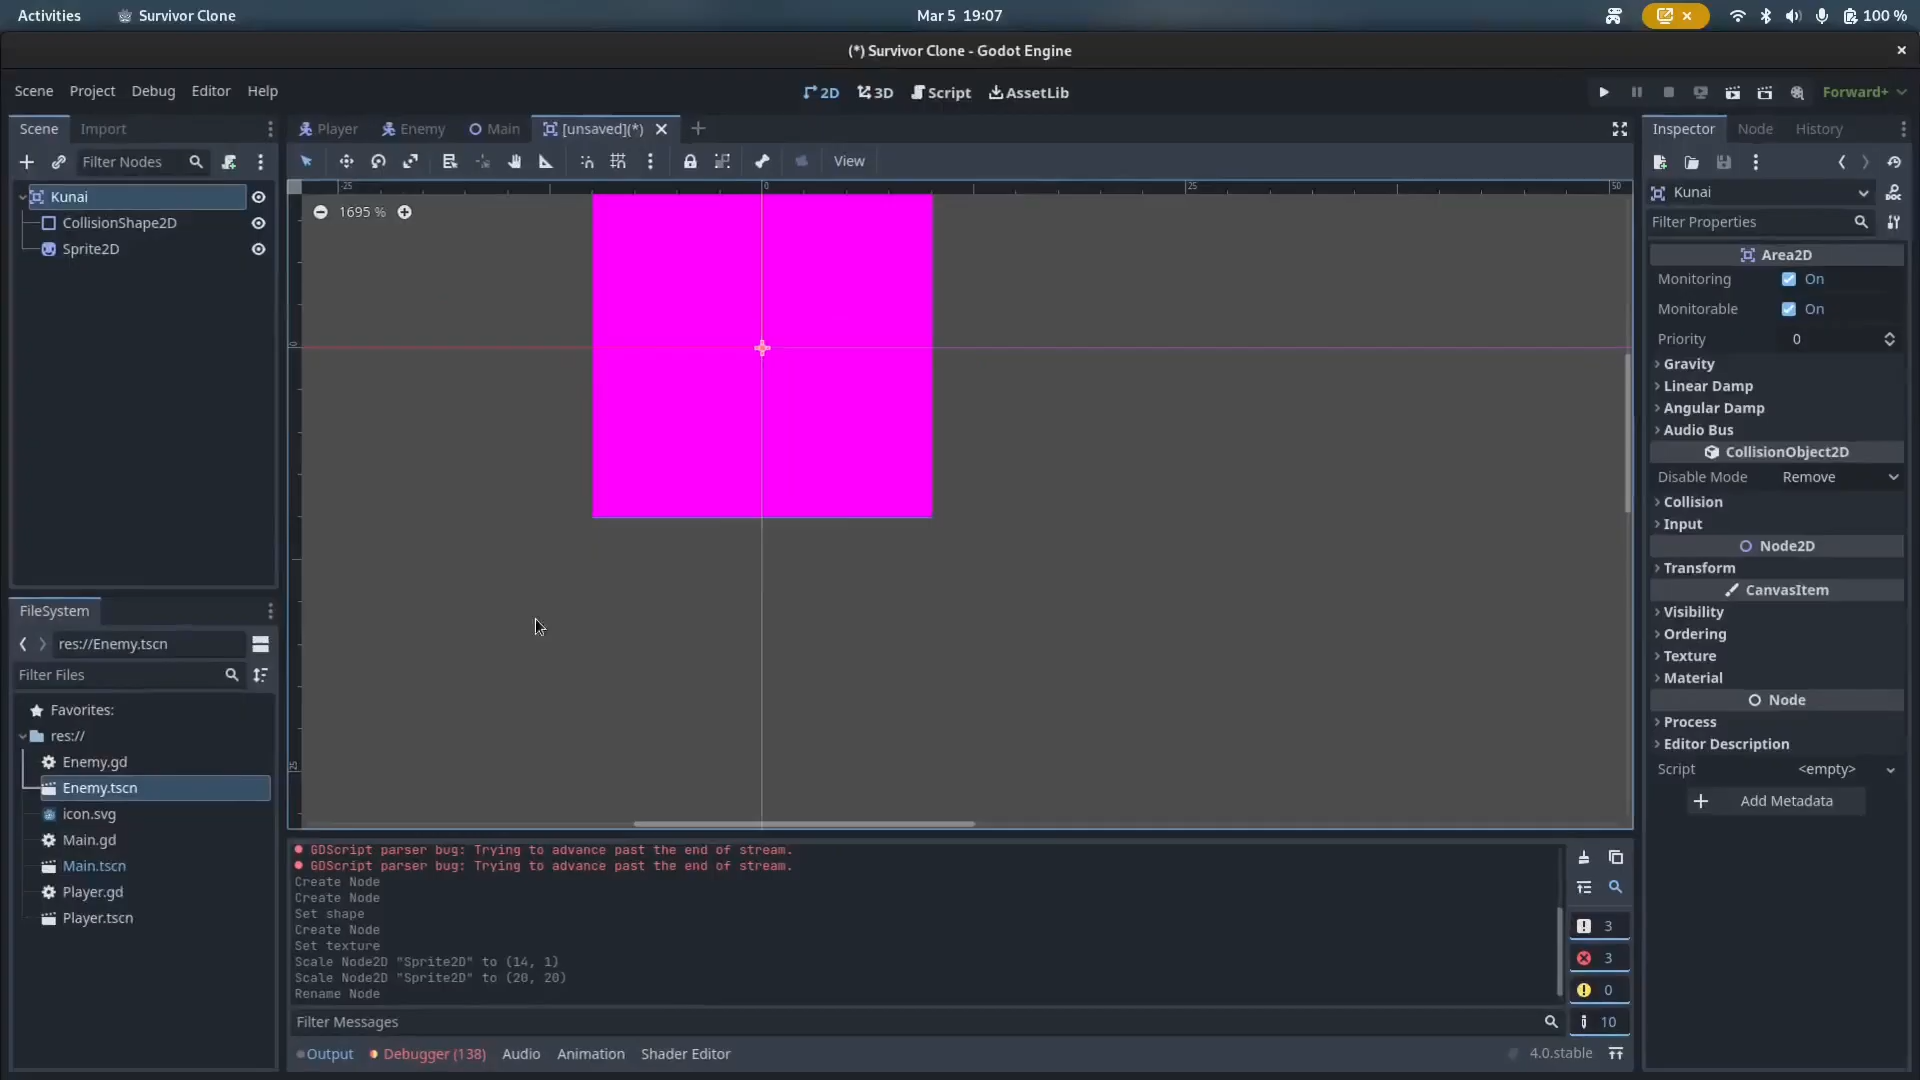 Activities
Survivor Clone
Mar 5 19:07
100 %
(*) Survivor Clone - Godot Engine
Scene Project Debug Editor Help
2D 3D Script AssetLib
Forward+
Scene Import
Player Enemy Main [unsaved](*)
Inspector Node History
Filter Nodes
View
Kunai
CollisionShape2D
Sprite2D
-25 0 25 50
1695 %
0
25
Kunai
Filter Properties
Area2D
Monitoring On
Monitorable On
Priority 0
Gravity
Linear Damp
Angular Damp
Audio Bus
CollisionObject2D
Disable Mode Remove
Collision
Input
Node2D
Transform
CanvasItem
Visibility
Ordering
Texture
Material
Node
Process
Editor Description
Script <empty>
Add Metadata
FileSystem
res://Enemy.tscn
Filter Files
Favorites:
res://
Enemy.gd
Enemy.tscn
icon.svg
Main.gd
Main.tscn
Player.gd
Player.tscn
GDScript parser bug: Trying to advance past the end of stream.
GDScript parser bug: Trying to advance past the end of stream.
Create Node
Create Node
Set shape
Create Node
Set texture
Scale Node2D "Sprite2D" to (14, 1)
Scale Node2D "Sprite2D" to (20, 20)
Rename Node
3
3
0
10
Filter Messages
Output Debugger (138) Audio Animation Shader Editor
4.0.stable